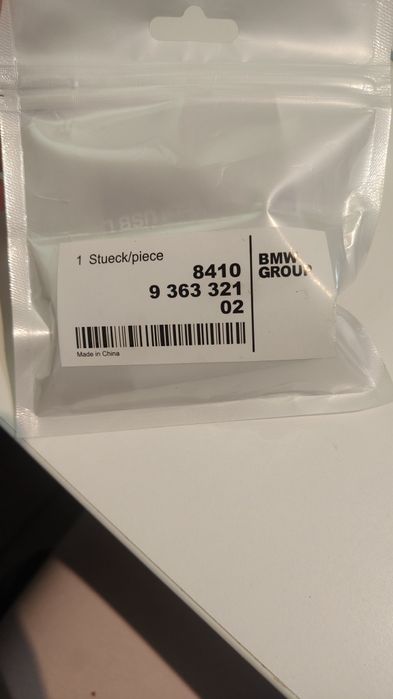 1 Stueck/piece
8410
9 363 321
02
Made in China
BMW
GROUP